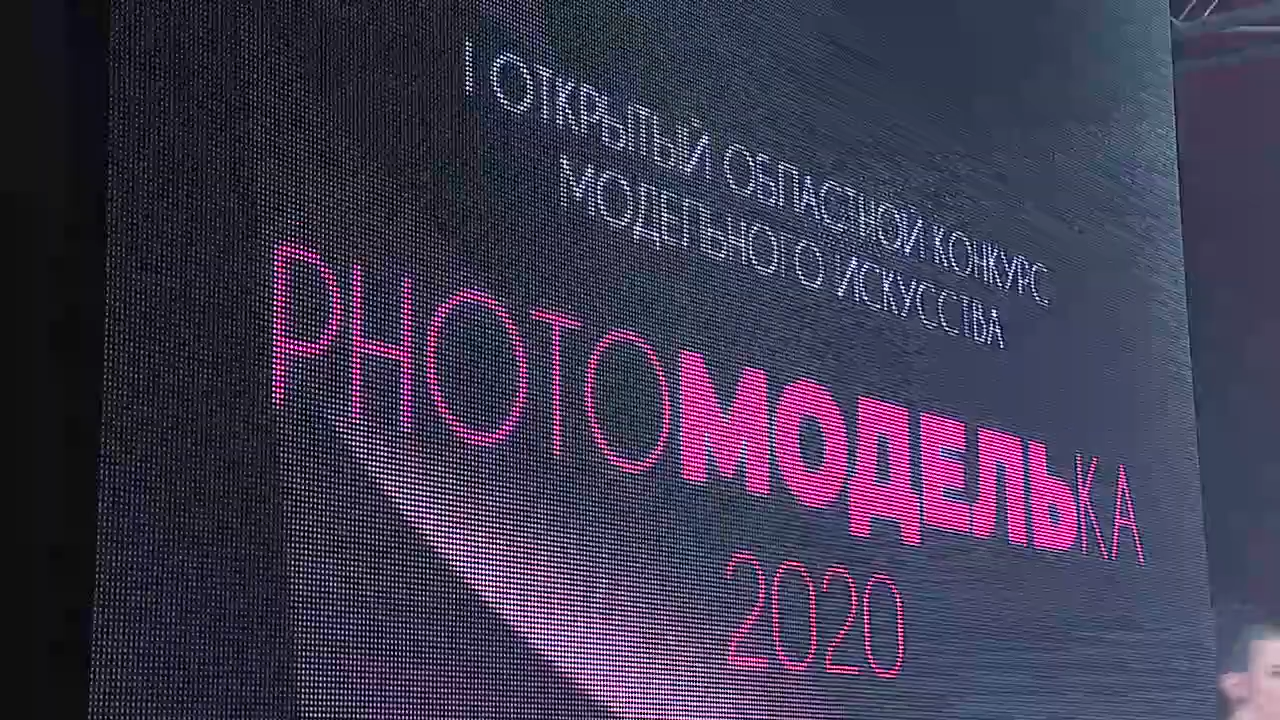 I ОТКРЫТЫЙ ОБЛАСТНОЙ КОНКУРС
МОДЕЛЬНОГО ИСКУССТВА
PHOTOМОДЕЛЬКА
2020